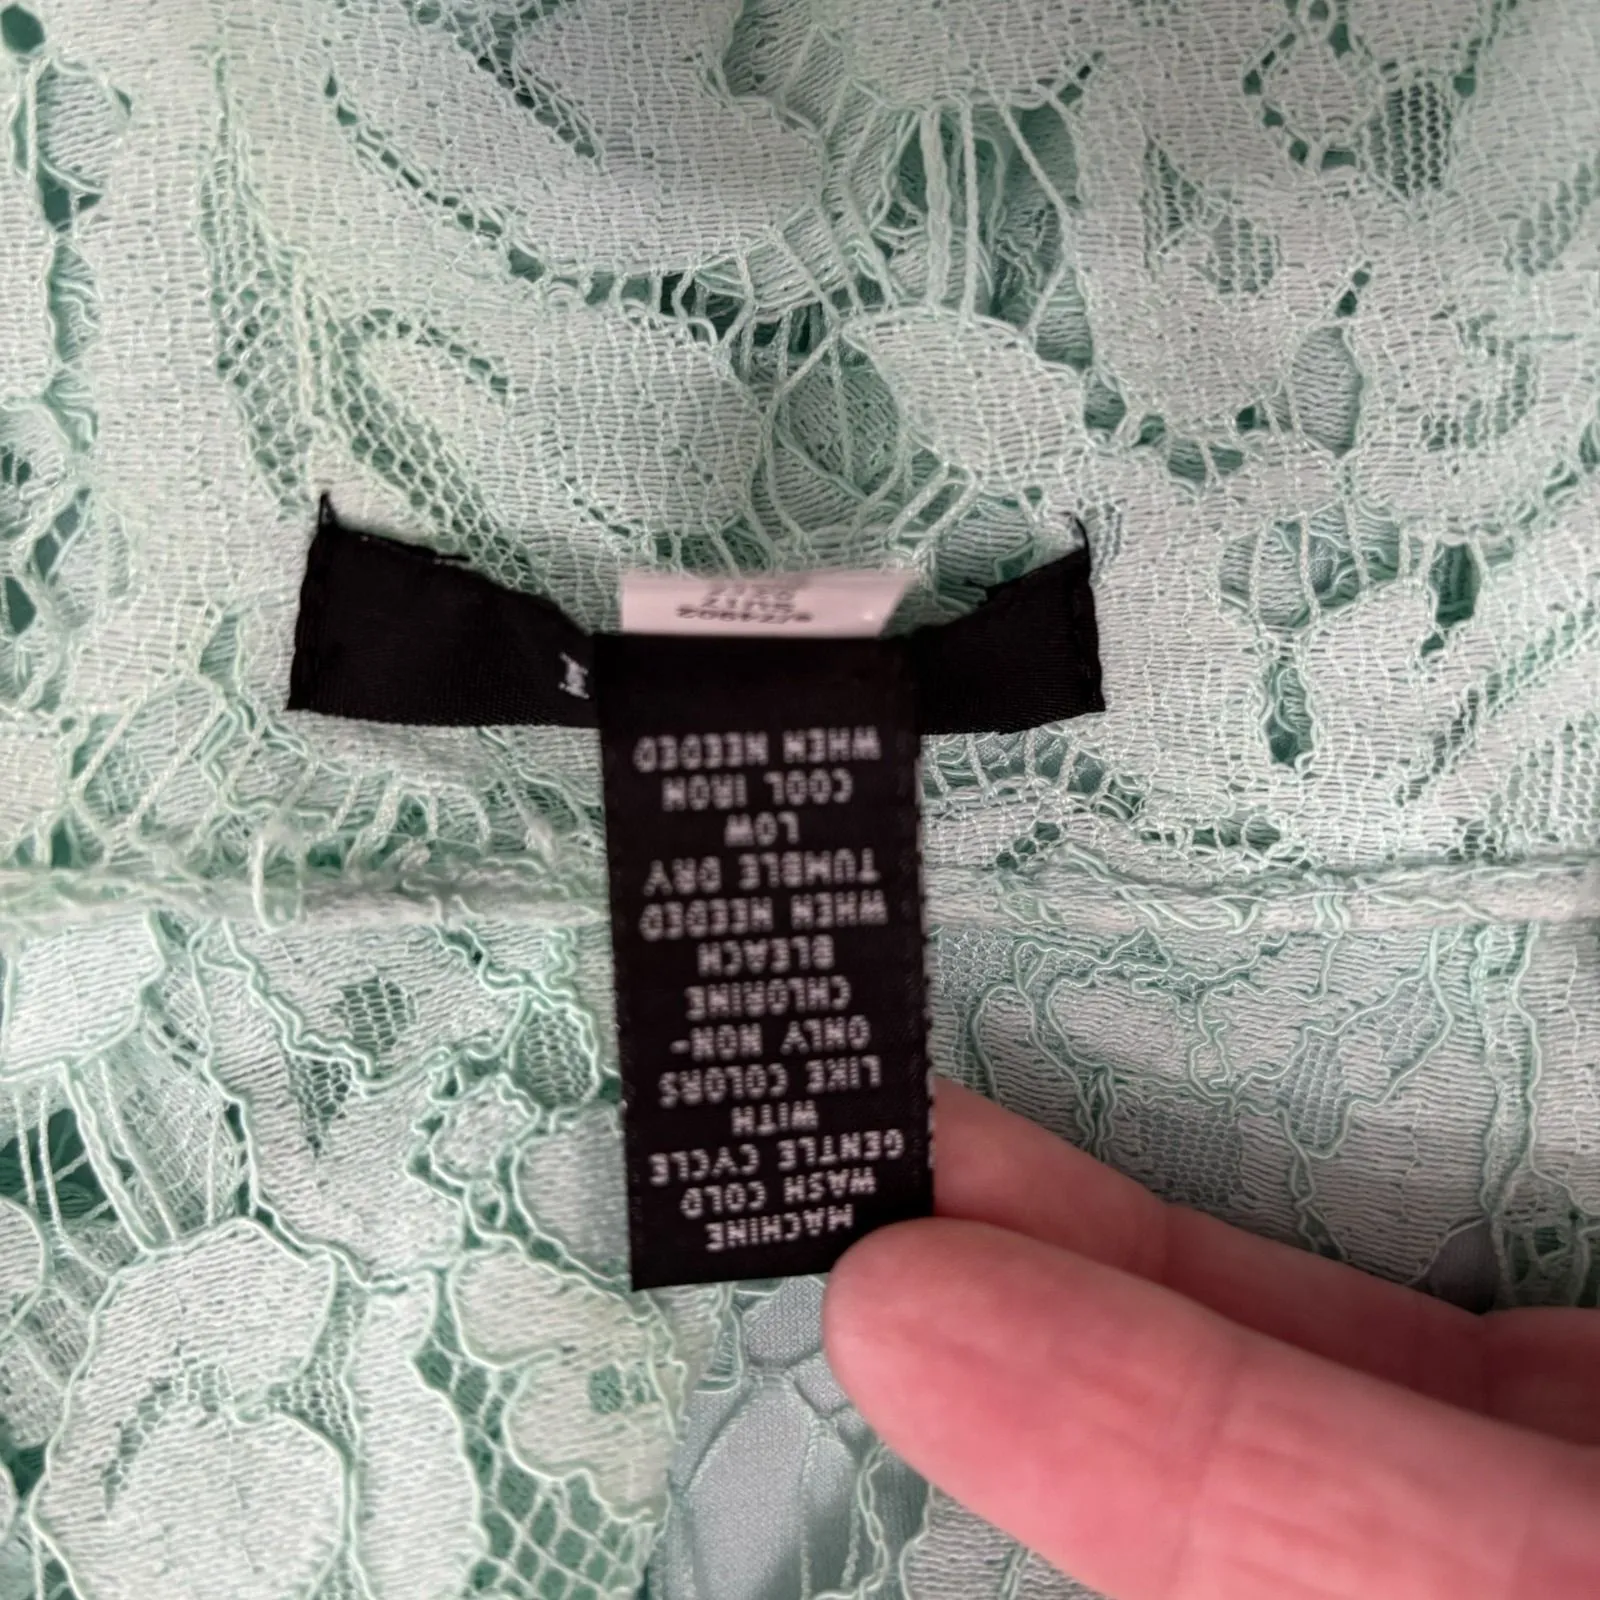 MACHINE
WASH COLD
GENTLE CYCLE
WITH
LIKE COLORS
ONLY NON-
CHLORINE
BLEACH
WHEN NEEDED
TUMBLE DRY
LOW
COOL IRON
WHEN NEEDED